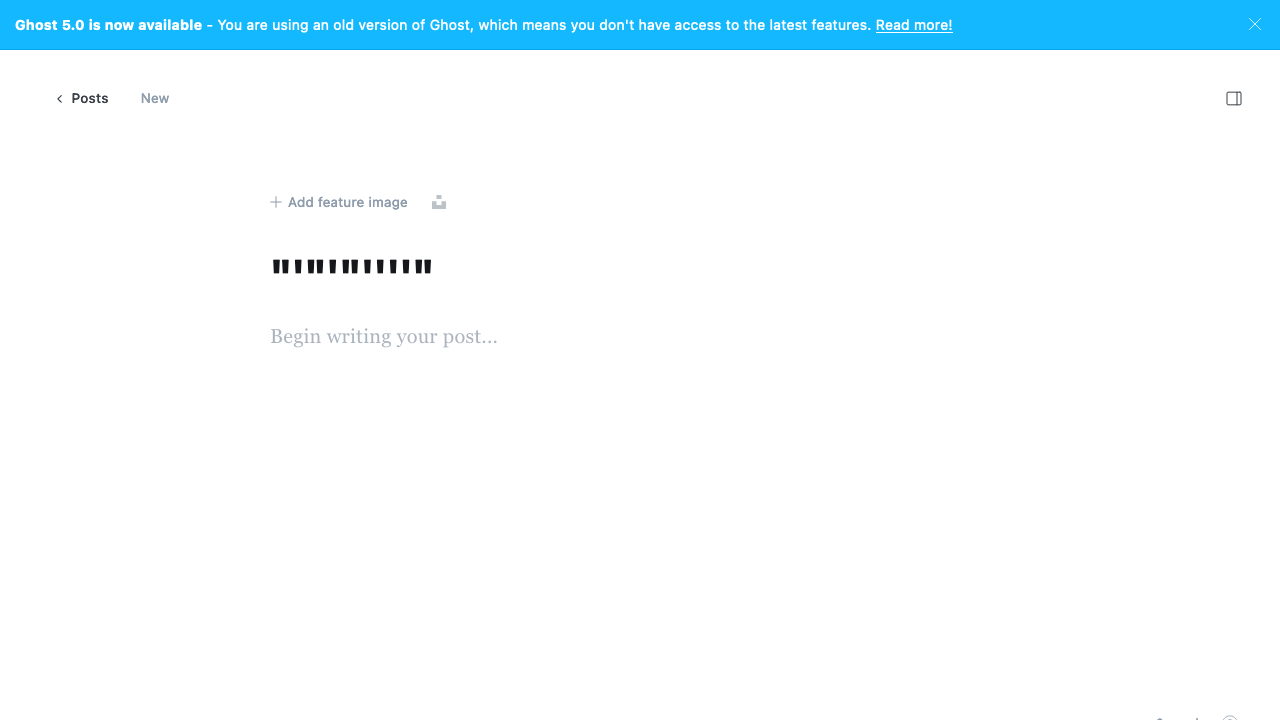 Ghost 5.0 is now available - You are using an old version of Ghost, which means you don't have access to the latest features. Read more!
Posts New
Add feature image
"'"'"''''"
Begin writing your post...